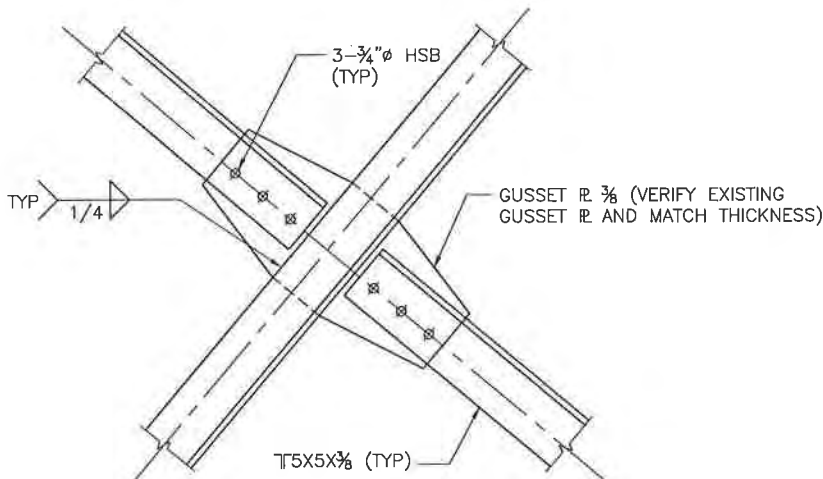 3-¾"ø HSB
(TYP)
TYP
1/4
GUSSET ℞ ⅜ (VERIFY EXISTING
GUSSET ℞ AND MATCH THICKNESS)
╥5X5X⅜ (TYP)